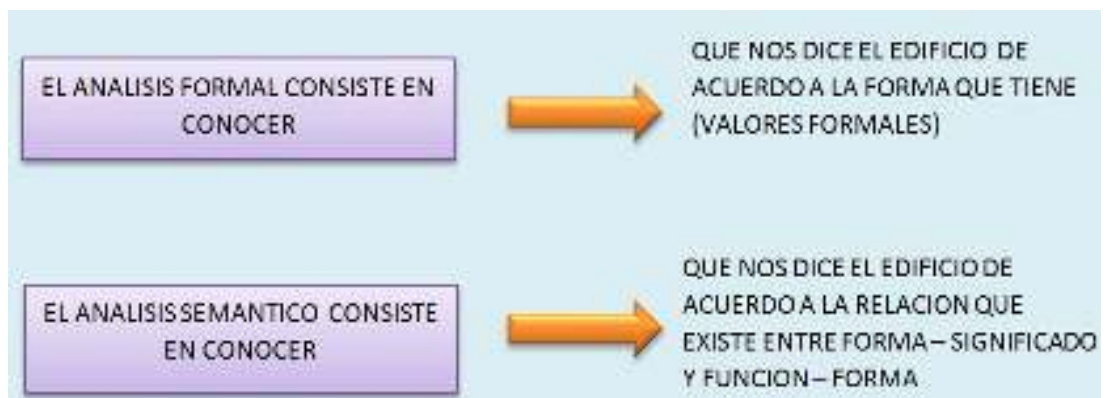 EL ANALISIS FORMAL CONSISTE EN
CONOCER
QUE NOS DICE EL EDIFICIO DE
ACUERDO A LA FORMA QUE TIENE
(VALORES FORMALES)
EL ANALISIS SEMANTICO CONSISTE
EN CONOCER
QUE NOS DICE EL EDIFICIO DE
ACUERDO A LA RELACION QUE
EXISTE ENTRE FORMA – SIGNIFICADO
Y FUNCION – FORMA